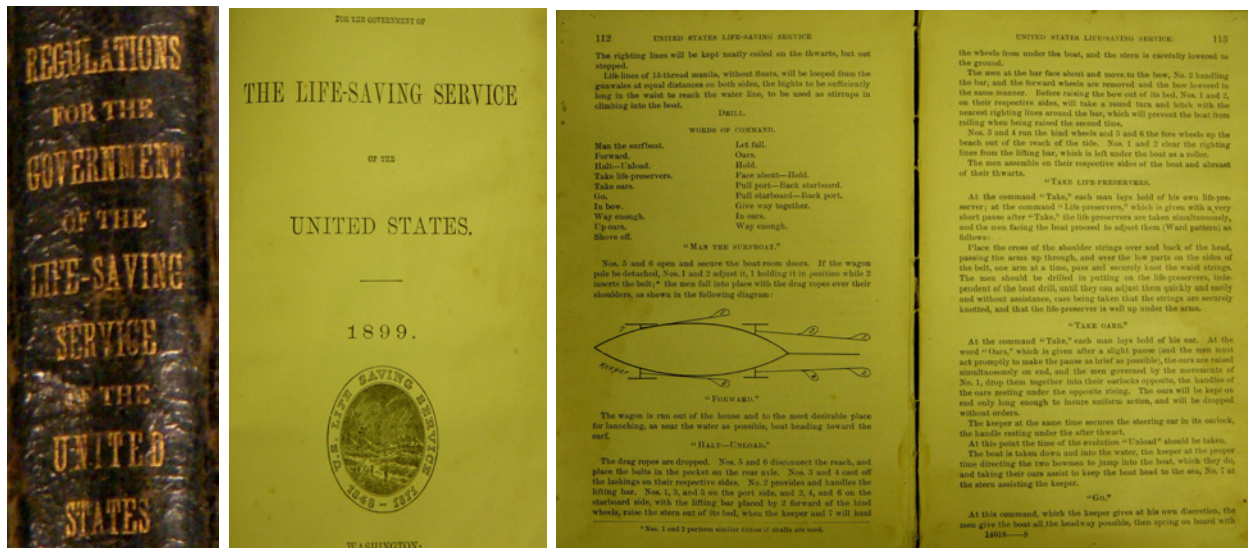 REGULATIONS
FOR THE
GOVERNMENT
OF THE
LIFE-SAVING
SERVICE
OF THE
UNITED
STATES
FOR THE GOVERNMENT OF
THE LIFE-SAVING SERVICE
OF THE
UNITED STATES.
1899.
U.S. LIFE SAVING SERVICE
WASHINGTON:
112 UNITED STATES LIFE-SAVING SERVICE
The righting lines will be kept neatly coiled on the thwarts, but not
stopped.
Life-lines of 15-thread manila, without floats, will be looped from the
gunwales at equal distances on both sides, the bights to be sufficiently
long in the waist to reach the water line, to be used as stirrups in
climbing into the boat.
DRILL.
WORDS OF COMMAND.
Man the surfboat. Let fall.
Forward. Oars.
Halt—Unload. Hold.
Take life-preservers. Face about—Hold.
Take oars. Pull port—Back starboard.
Go. Pull starboard—Back port.
In bow. Give way together.
Way enough. In oars.
Up oars. Way enough.
Shove off.
"MAN THE SURFBOAT."
Nos. 5 and 6 open and secure the boat-room doors. If the wagon
pole be detached, Nos. 1 and 2 adjust it, 1 holding it in position while 2
inserts the bolt;* the men fall into place with the drag ropes over their
shoulders, as shown in the following diagram:
Keeper
"FORWARD."
The wagon is run out of the house and to the most desirable place
for launching, as near the water as possible, boat heading toward the
surf.
"HALT—UNLOAD."
The drag ropes are dropped. Nos. 5 and 6 disconnect the reach, and
place the bolts in the pocket on the rear axle. Nos. 3 and 4 cast off
the lashings on their respective sides. No. 2 provides and handles the
lifting bar. Nos. 1, 3, and 5 on the port side, and 2, 4, and 6 on the
starboard side, with the lifting bar placed by 2 forward of the hind
wheels, raise the stern out of its bed, when the keeper and 7 will haul
*Nos. 1 and 2 perform similar duties if shafts are used.
UNITED STATES LIFE-SAVING SERVICE. 113
the wheels from under the boat, and the stern is carefully lowered to
the ground.
The men at the bar face about and move to the bow, No. 2 handling
the bar, and the forward wheels are removed and the bow lowered in
the same manner. Before raising the bow out of its bed, Nos. 1 and 2,
on their respective sides, will take a round turn and hitch with the
nearest righting lines around the bar, which will prevent the boat from
rolling when being raised the second time.
Nos. 3 and 4 run the hind wheels and 5 and 6 the fore wheels up the
beach out of the reach of the tide. Nos. 1 and 2 clear the righting
lines from the lifting bar, which is left under the boat as a roller.
The men assemble on their respective sides of the boat and abreast
of their thwarts.
"TAKE LIFE-PRESERVERS.
At the command "Take," each man lays hold of his own life-pre-
server; at the command "Life-preservers," which is given with a very
short pause after "Take," the life preservers are taken simultaneously,
and the men facing the boat proceed to adjust them (Ward pattern) as
follows:
Place the cross of the shoulder strings over and back of the head,
passing the arms up through, and over the low parts on the sides of
the belt, one arm at a time, pass and securely knot the waist strings.
The men should be drilled in putting on the life-preservers, inde-
pendent of the boat drill, until they can adjust them quickly and easily
and without assistance, care being taken that the strings are securely
knotted, and that the life-preserver is well up under the arms.
"TAKE OARS."
At the command "Take," each man lays hold of his oar. At the
word "Oars," which is given after a slight pause (and the men must
act promptly to make the pause as brief as possible), the oars are raised
simultaneously on end, and the men governed by the movements of
No. 1, drop them together into their oarlocks opposite, the handles of
the oars resting under the opposite rising. The oars will be kept on
end only long enough to insure uniform action, and will be dropped
without orders.
The keeper at the same time secures the steering oar in its oarlock,
the handle resting under the after thwart.
At this point the time of the evolution "Unload" should be taken.
The boat is taken down and into the water, the keeper at the proper
time directing the two bowmen to jump into the boat, which they do,
and taking their oars assist to keep the boat head to the sea, No. 7 at
the stern assisting the keeper.
"GO."
At this command, which the keeper gives at his own discretion, the
men give the boat all the headway possible, then spring on board with
14018——8